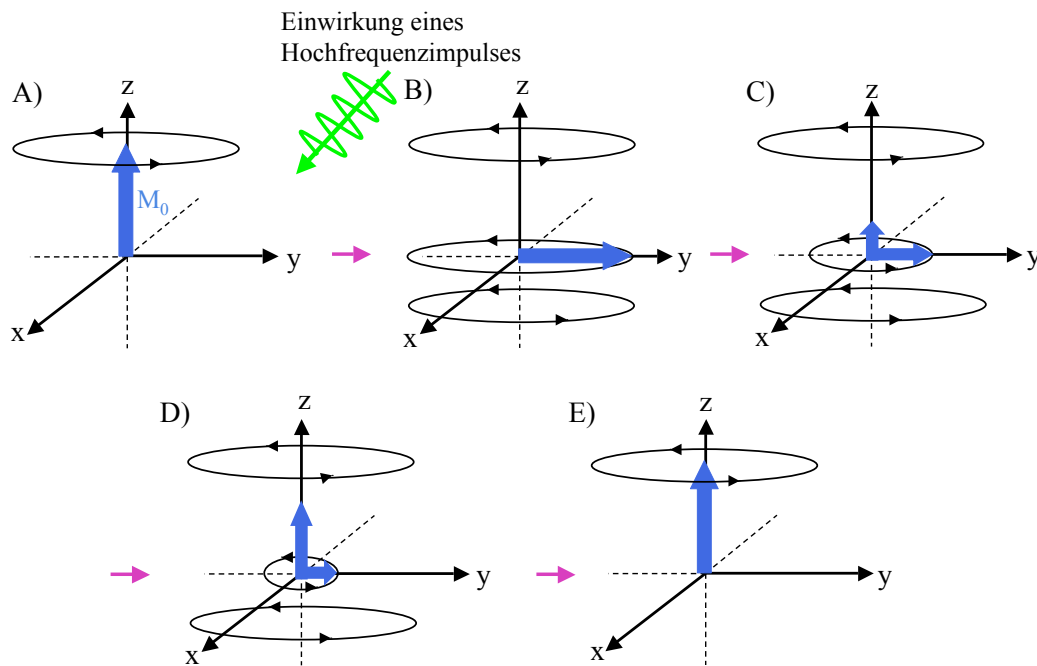 Einwirkung eines
Hochfrequenzimpulses
A)
z
M0
y
x
B)
z
y
x
C)
z
y
x
D)
z
y
x
E)
z
y
x